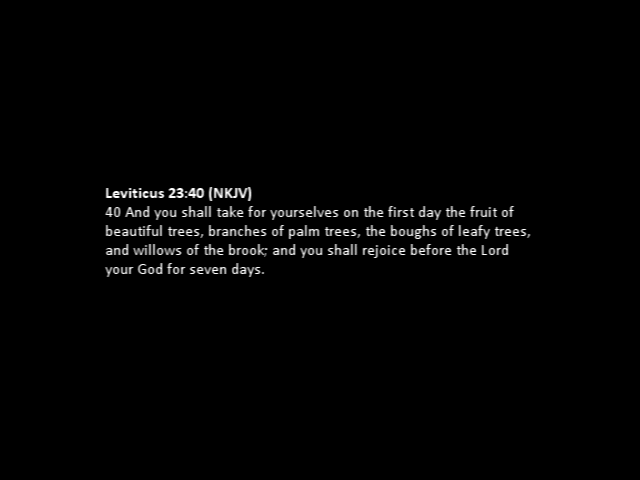 Leviticus 23:40 (NKJV)
40 And you shall take for yourselves on the first day the fruit of
beautiful trees, branches of palm trees, the boughs of leafy trees,
and willows of the brook; and you shall rejoice before the Lord
your God for seven days.